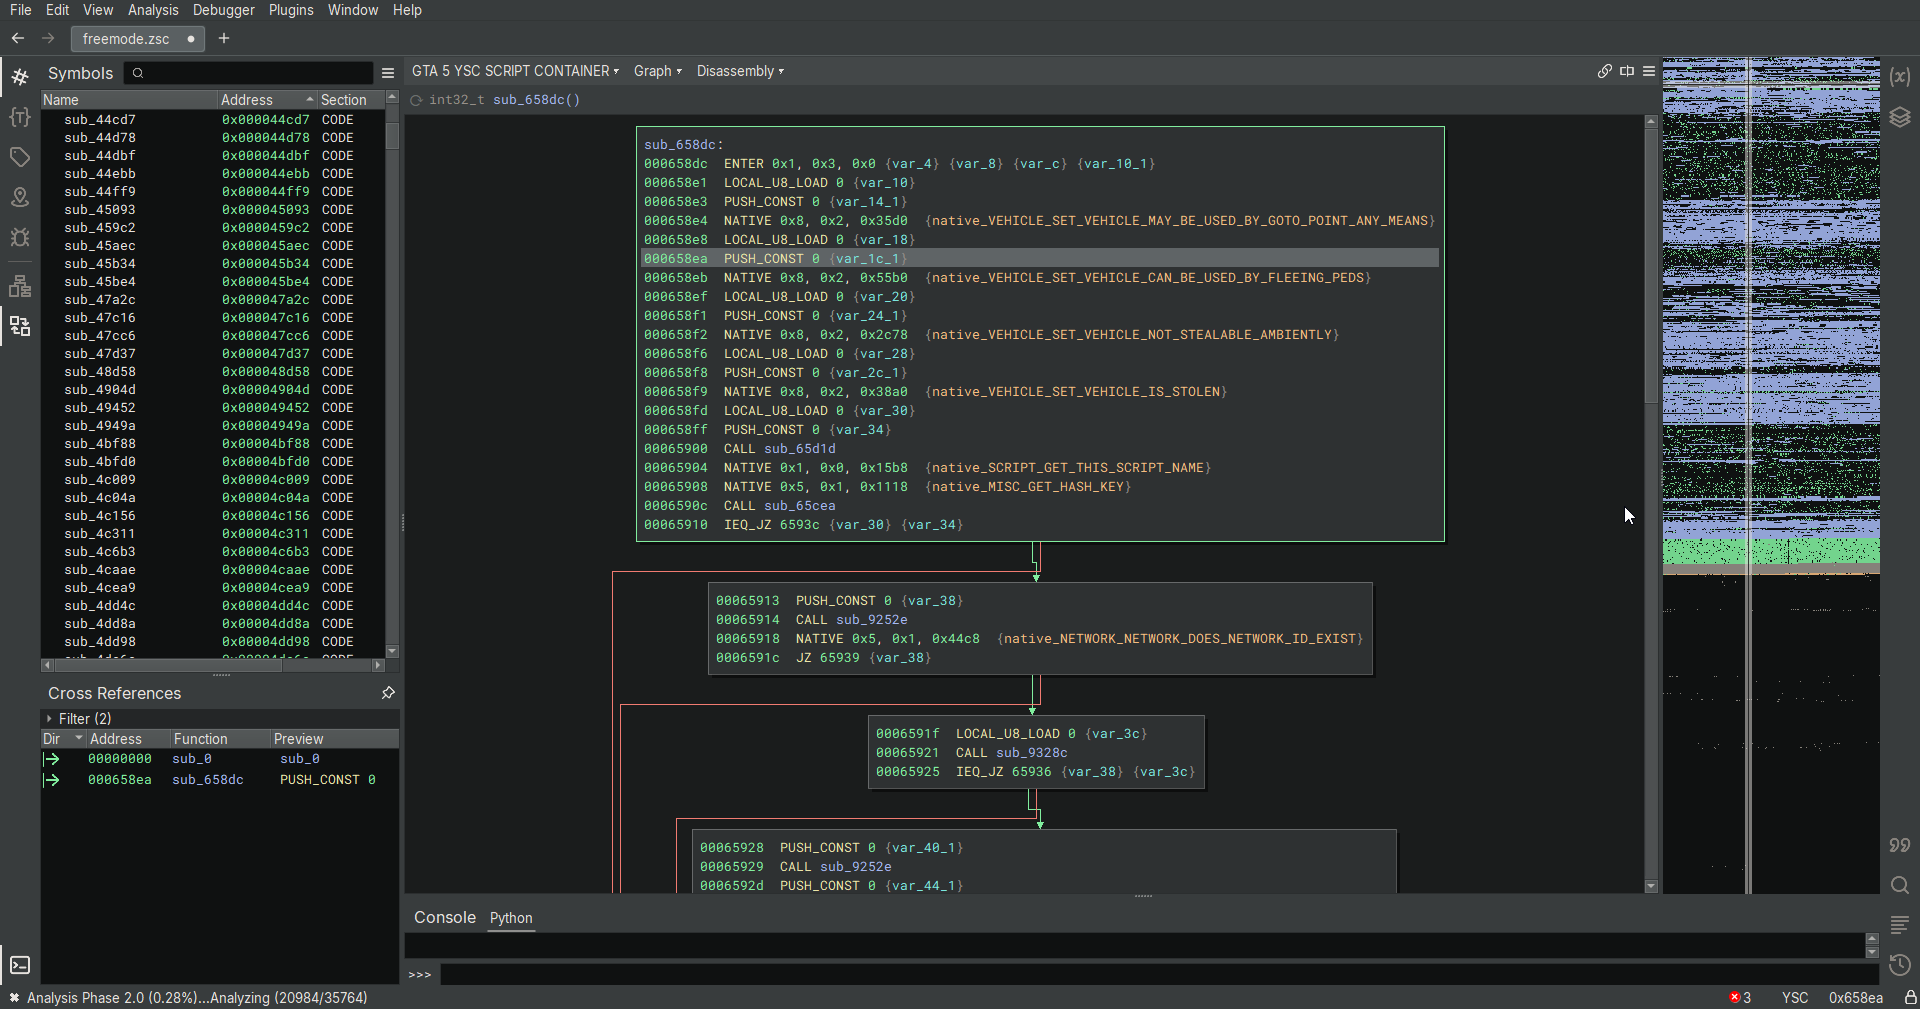 File Edit View Analysis Debugger Plugins Window Help
freemode.zsc
Symbols
Name Address Section
sub_44cd7 0x000044cd7 CODE
sub_44d78 0x000044d78 CODE
sub_44dbf 0x000044dbf CODE
sub_44ebb 0x000044ebb CODE
sub_44ff9 0x000044ff9 CODE
sub_45093 0x000045093 CODE
sub_459c2 0x0000459c2 CODE
sub_45aec 0x000045aec CODE
sub_45b34 0x000045b34 CODE
sub_45be4 0x000045be4 CODE
sub_47a2c 0x000047a2c CODE
sub_47c16 0x000047c16 CODE
sub_47cc6 0x000047cc6 CODE
sub_47d37 0x000047d37 CODE
sub_48d58 0x000048d58 CODE
sub_4904d 0x00004904d CODE
sub_49452 0x000049452 CODE
sub_4949a 0x00004949a CODE
sub_4bf88 0x00004bf88 CODE
sub_4bfd0 0x00004bfd0 CODE
sub_4c009 0x00004c009 CODE
sub_4c04a 0x00004c04a CODE
sub_4c156 0x00004c156 CODE
sub_4c311 0x00004c311 CODE
sub_4c6b3 0x00004c6b3 CODE
sub_4caae 0x00004caae CODE
sub_4cea9 0x00004cea9 CODE
sub_4dd4c 0x00004dd4c CODE
sub_4dd8a 0x00004dd8a CODE
sub_4dd98 0x00004dd98 CODE
Cross References
Filter (2)
Dir Address Function Preview
00000000 sub_0 sub_0
000658ea sub_658dc PUSH_CONST 0
GTA 5 YSC SCRIPT CONTAINER Graph Disassembly
int32_t sub_658dc()
sub_658dc:
000658dc ENTER 0x1, 0x3, 0x0 {var_4} {var_8} {var_c} {var_10_1}
000658e1 LOCAL_U8_LOAD 0 {var_10}
000658e3 PUSH_CONST 0 {var_14_1}
000658e4 NATIVE 0x8, 0x2, 0x35d0 {native_VEHICLE_SET_VEHICLE_MAY_BE_USED_BY_GOTO_POINT_ANY_MEANS}
000658e8 LOCAL_U8_LOAD 0 {var_18}
000658ea PUSH_CONST 0 {var_1c_1}
000658eb NATIVE 0x8, 0x2, 0x55b0 {native_VEHICLE_SET_VEHICLE_CAN_BE_USED_BY_FLEEING_PEDS}
000658ef LOCAL_U8_LOAD 0 {var_20}
000658f1 PUSH_CONST 0 {var_24_1}
000658f2 NATIVE 0x8, 0x2, 0x2c78 {native_VEHICLE_SET_VEHICLE_NOT_STEALABLE_AMBIENTLY}
000658f6 LOCAL_U8_LOAD 0 {var_28}
000658f8 PUSH_CONST 0 {var_2c_1}
000658f9 NATIVE 0x8, 0x2, 0x38a0 {native_VEHICLE_SET_VEHICLE_IS_STOLEN}
000658fd LOCAL_U8_LOAD 0 {var_30}
000658ff PUSH_CONST 0 {var_34}
00065900 CALL sub_65d1d
00065904 NATIVE 0x1, 0x0, 0x15b8 {native_SCRIPT_GET_THIS_SCRIPT_NAME}
00065908 NATIVE 0x5, 0x1, 0x1118 {native_MISC_GET_HASH_KEY}
0006590c CALL sub_65cea
00065910 IEQ_JZ 6593c {var_30} {var_34}
00065913 PUSH_CONST 0 {var_38}
00065914 CALL sub_9252e
00065918 NATIVE 0x5, 0x1, 0x44c8 {native_NETWORK_NETWORK_DOES_NETWORK_ID_EXIST}
0006591c JZ 65939 {var_38}
0006591f LOCAL_U8_LOAD 0 {var_3c}
00065921 CALL sub_9328c
00065925 IEQ_JZ 65936 {var_38} {var_3c}
00065928 PUSH_CONST 0 {var_40_1}
00065929 CALL sub_9252e
0006592d PUSH_CONST 0 {var_44_1}
Console Python
>>>
Analysis Phase 2.0 (0.28%)...Analyzing (20984/35764)
3 YSC 0x658ea